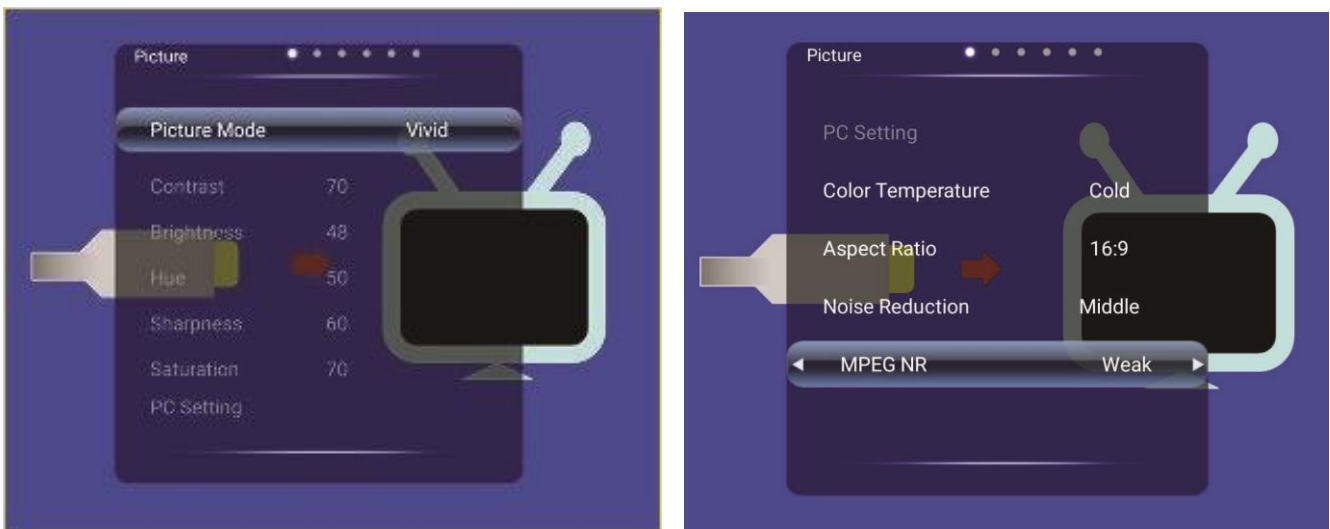 Picture
Picture Mode Vivid
Contrast 70
Brightness 48
Hue 50
Sharpness 60
Saturation 70
PC Setting
Picture
PC Setting
Color Temperature Cold
Aspect Ratio 16:9
Noise Reduction Middle
MPEG NR Weak